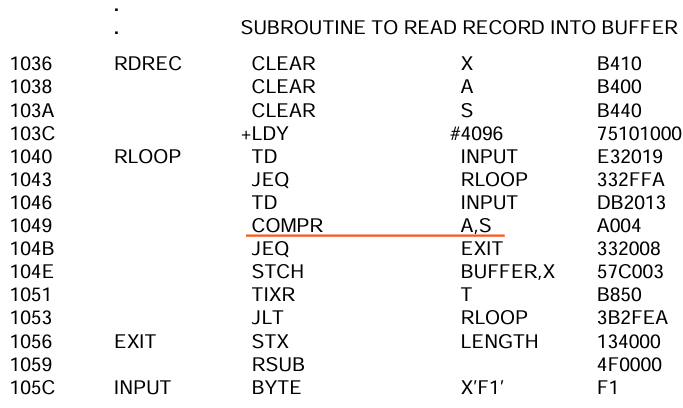 .
. SUBROUTINE TO READ RECORD INTO BUFFER
1036 RDREC CLEAR X B410
1038 CLEAR A B400
103A CLEAR S B440
103C +LDY #4096 75101000
1040 RLOOP TD INPUT E32019
1043 JEQ RLOOP 332FFA
1046 TD INPUT DB2013
1049 COMPR A,S A004
104B JEQ EXIT 332008
104E STCH BUFFER,X 57C003
1051 TIXR T B850
1053 JLT RLOOP 3B2FEA
1056 EXIT STX LENGTH 134000
1059 RSUB 4F0000
105C INPUT BYTE X'F1' F1